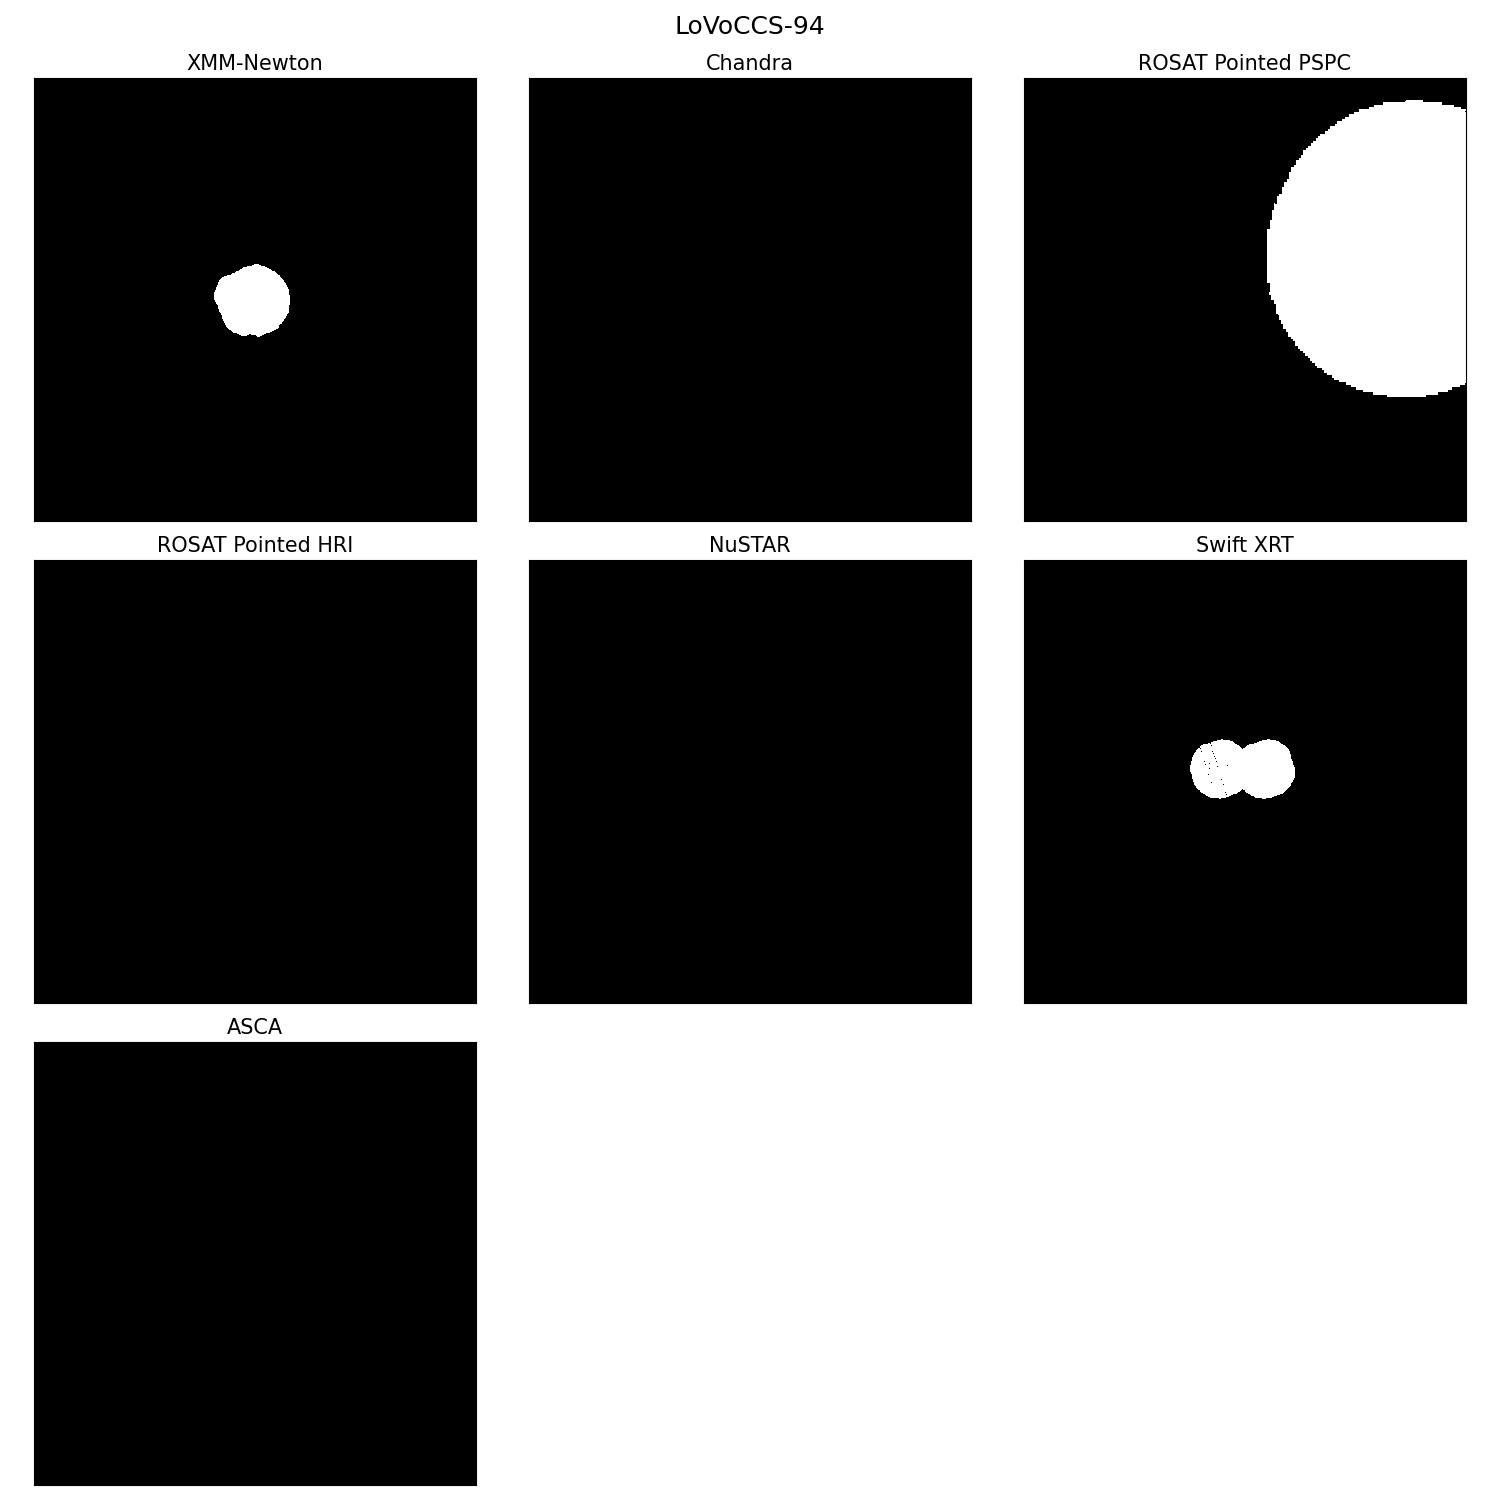 LoVoCCS-94
XMM-Newton
Chandra
ROSAT Pointed PSPC
ROSAT Pointed HRI
NuSTAR
Swift XRT
ASCA